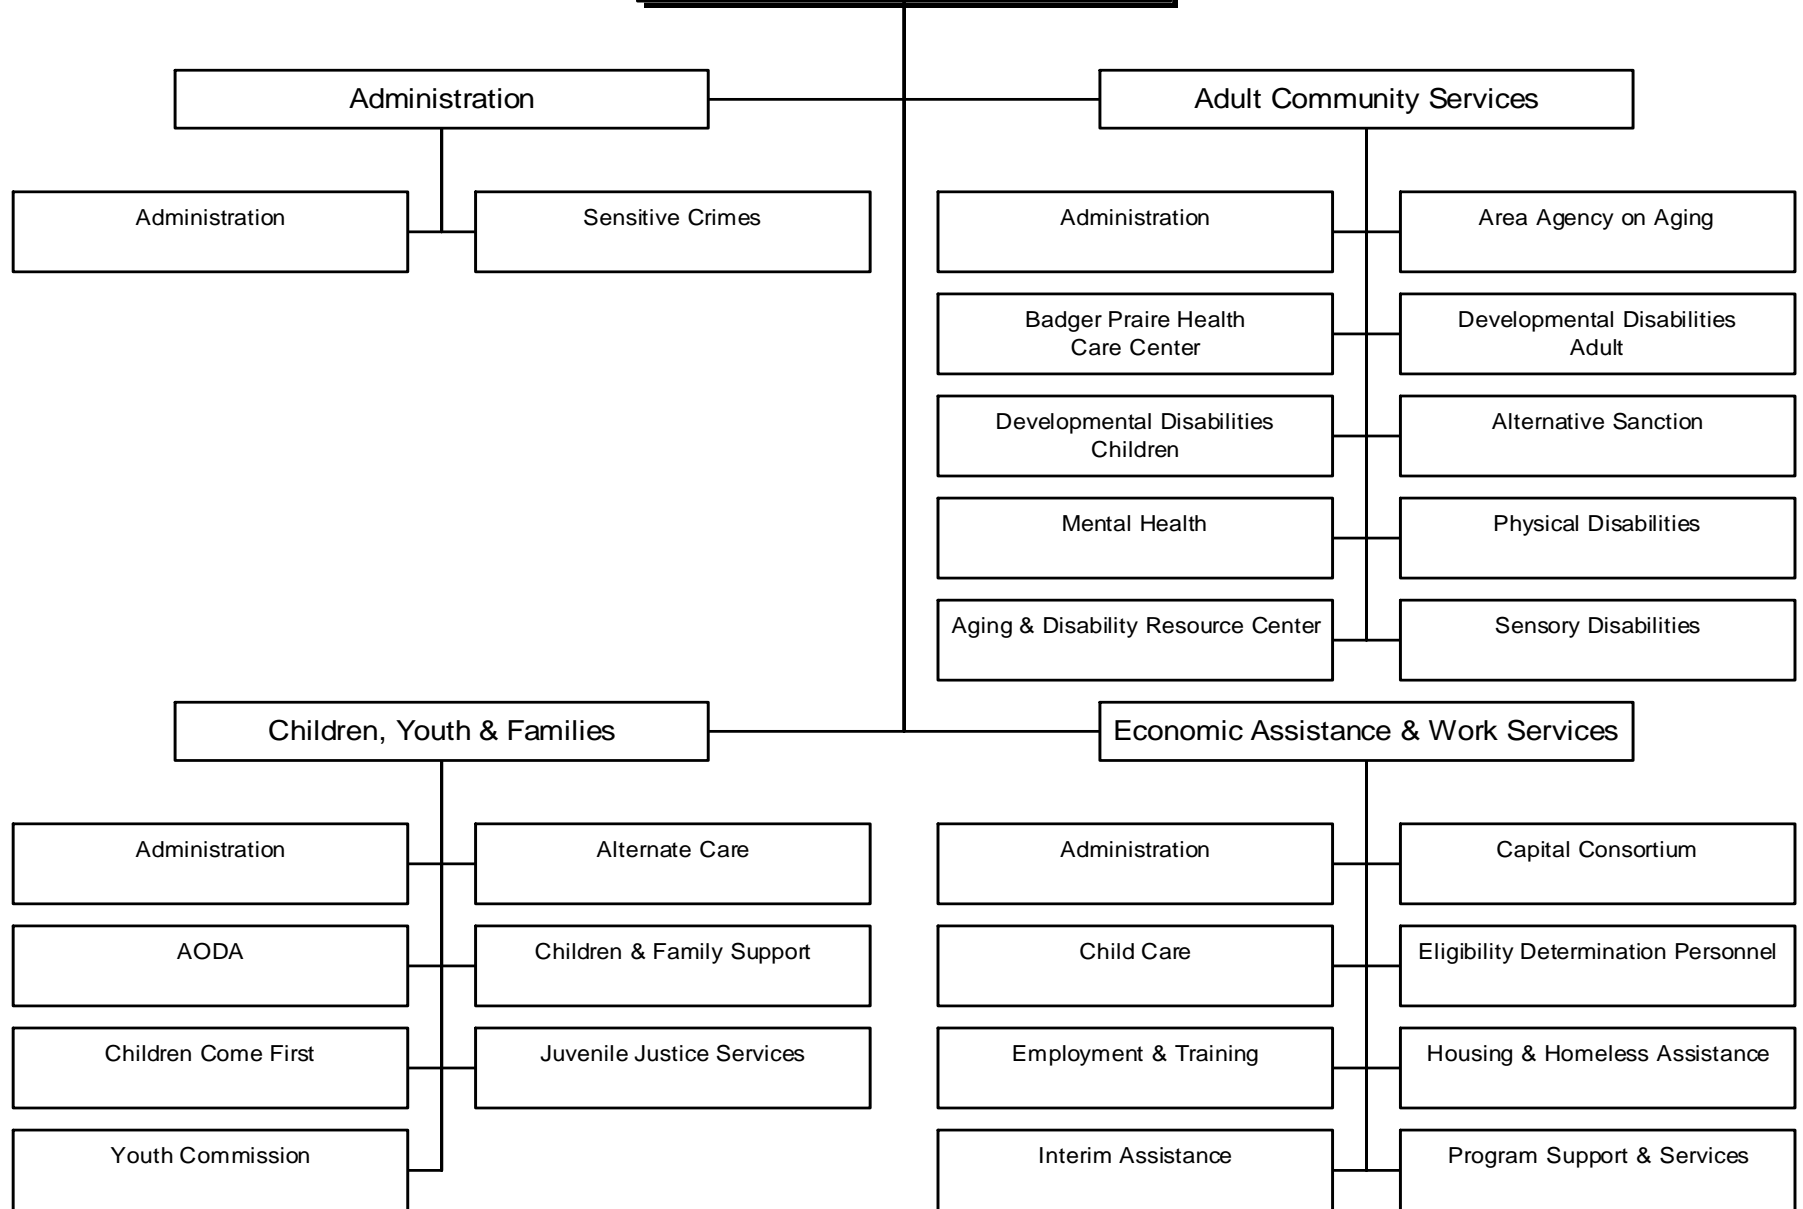 Administration
Adult Community Services
Administration
Sensitive Crimes
Administration
Area Agency on Aging
Badger Praire Health
Care Center
Developmental Disabilities
Adult
Developmental Disabilities
Children
Alternative Sanction
Mental Health
Physical Disabilities
Aging & Disability Resource Center
Sensory Disabilities
Children, Youth & Families
Economic Assistance & Work Services
Administration
Alternate Care
Administration
Capital Consortium
AODA
Children & Family Support
Child Care
Eligibility Determination Personnel
Children Come First
Juvenile Justice Services
Employment & Training
Housing & Homeless Assistance
Youth Commission
Interim Assistance
Program Support & Services